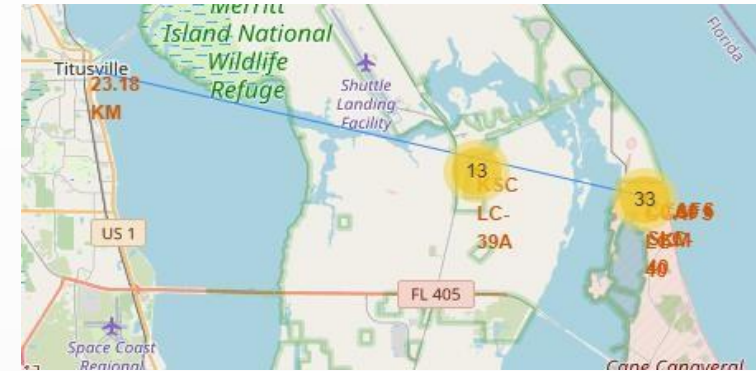 Merritt
Island National
Wildlife
Refuge
Titusville
23.18
KM
Shuttle
Landing
Facility
Florida
13
KSC
LC-
39A
33
40
US 1
FL 405
Space Coast
Regional
Cape Canaveral